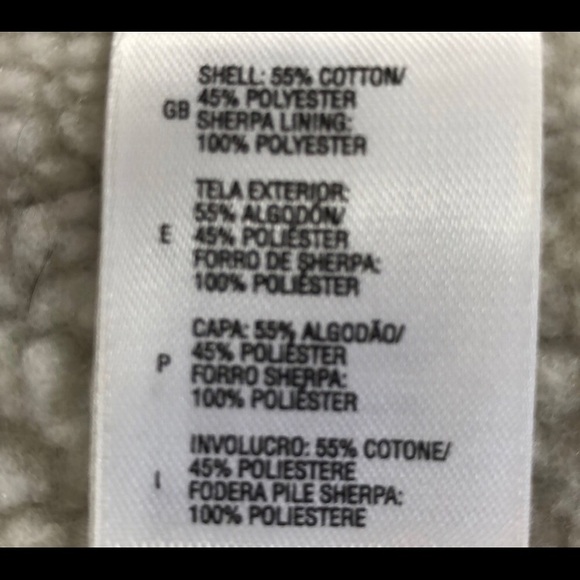 SHELL: 55% COTTON/
45% POLYESTER
GB SHERPA LINING:
100% POLYESTER
TELA EXTERIOR:
55% ALGODÓN/
E 45% POLIÉSTER
FORRO DE SHERPA:
100% POLIÉSTER
CAPA: 55% ALGODÃO/
P 45% POLIÉSTER
FORRO SHERPA:
100% POLIÉSTER
INVOLUCRO: 55% COTONE/
45% POLIESTERE
I FODERA PILE SHERPA:
100% POLIESTERE